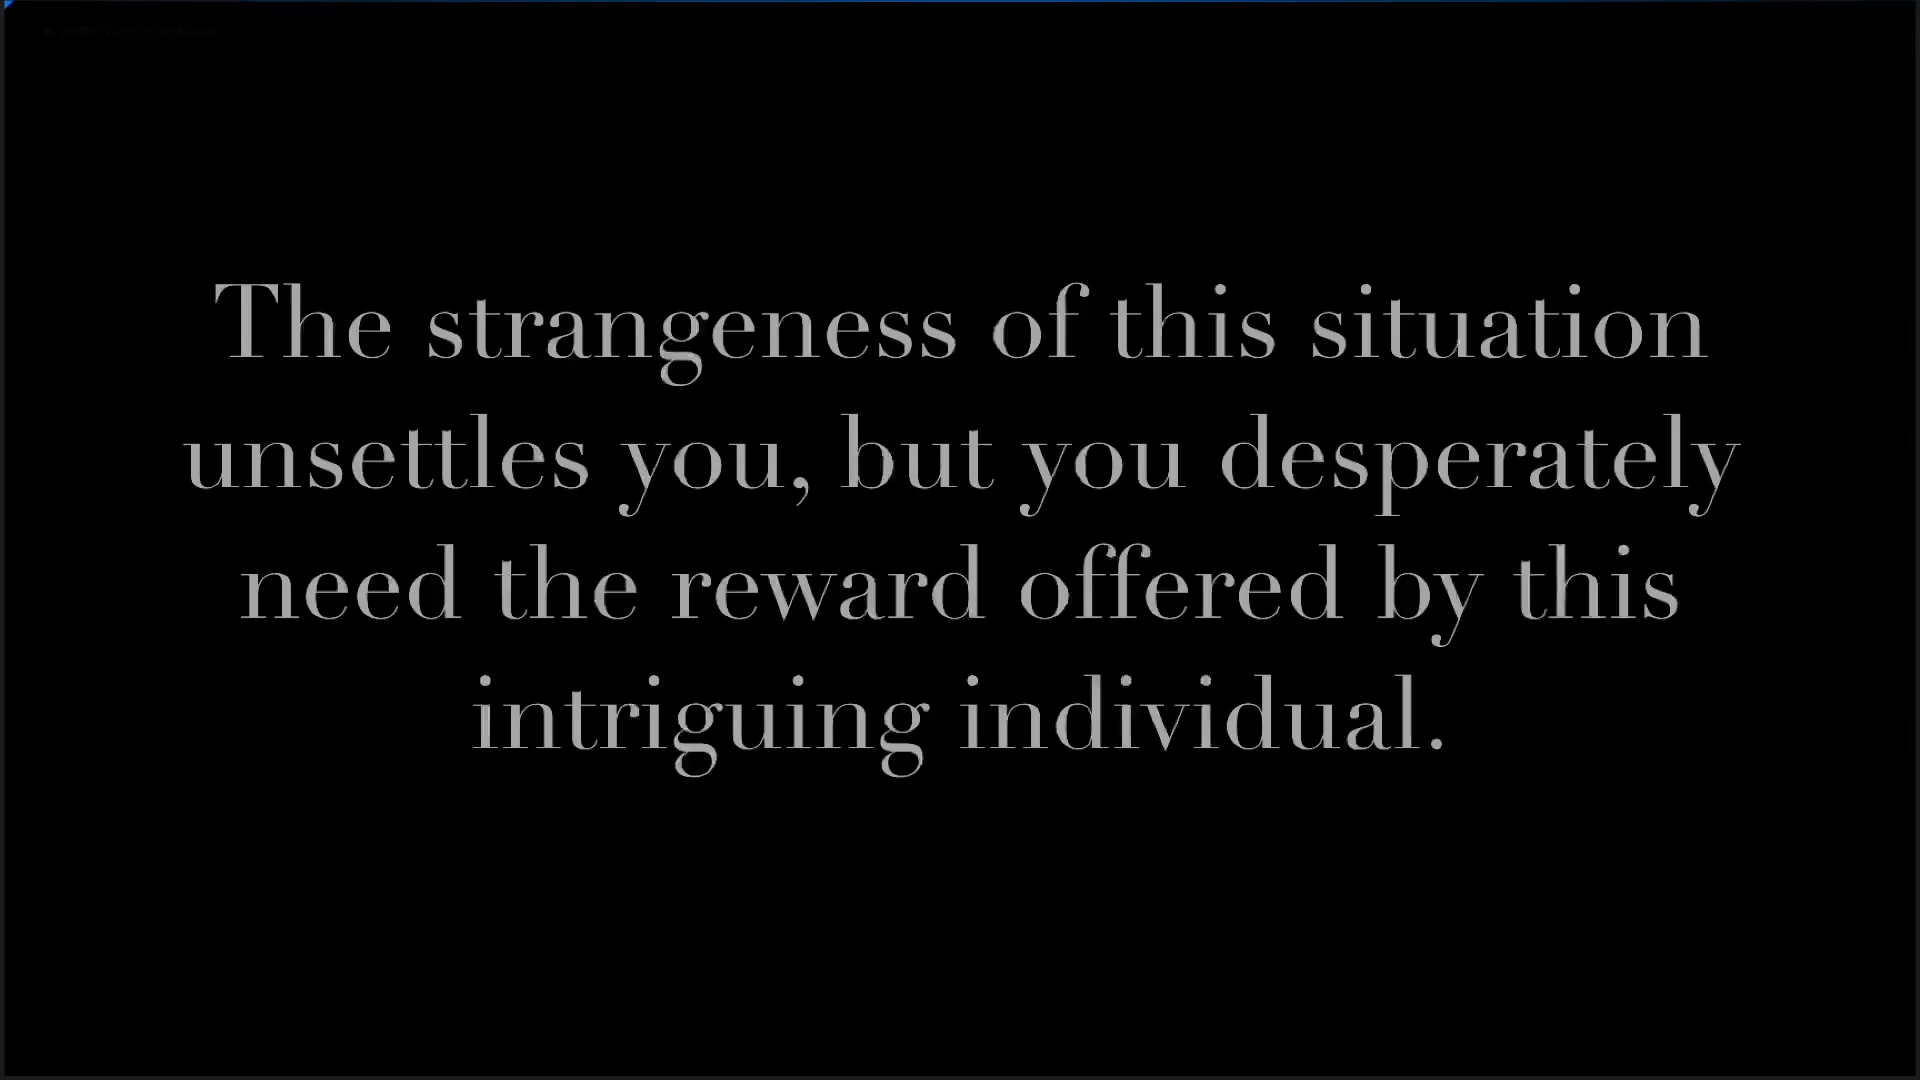 The strangeness of this situation
unsettles you, but you desperately
need the reward offered by this
intriguing individual.